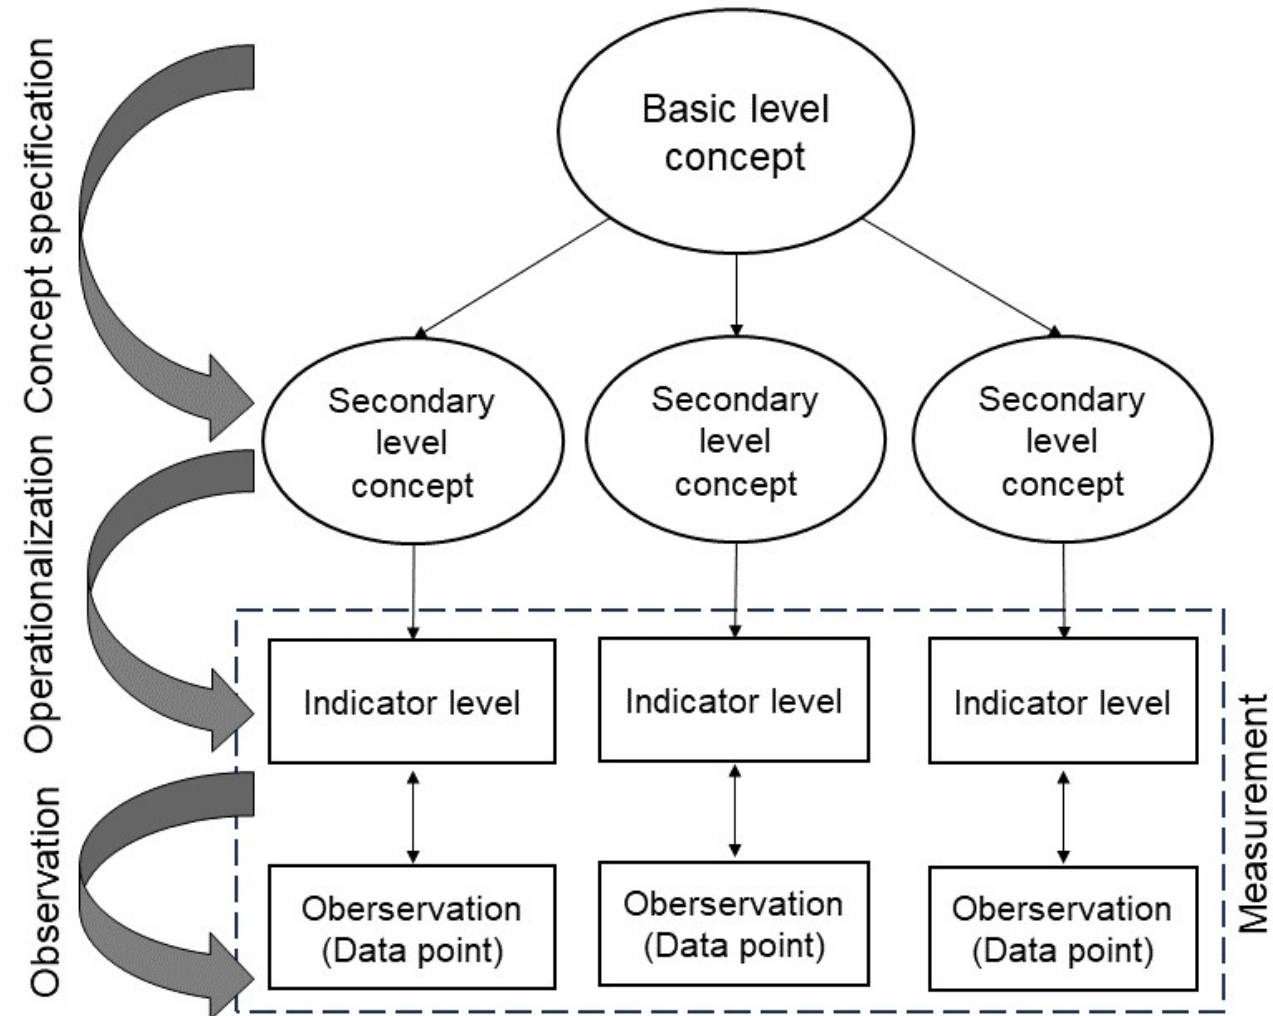 Concept specification
Basic level
concept
Secondary
level
concept
Secondary
level
concept
Secondary
level
concept
Operationalization
Indicator level
Indicator level
Indicator level
Measurement
Observation
Oberservation
(Data point)
Oberservation
(Data point)
Oberservation
(Data point)